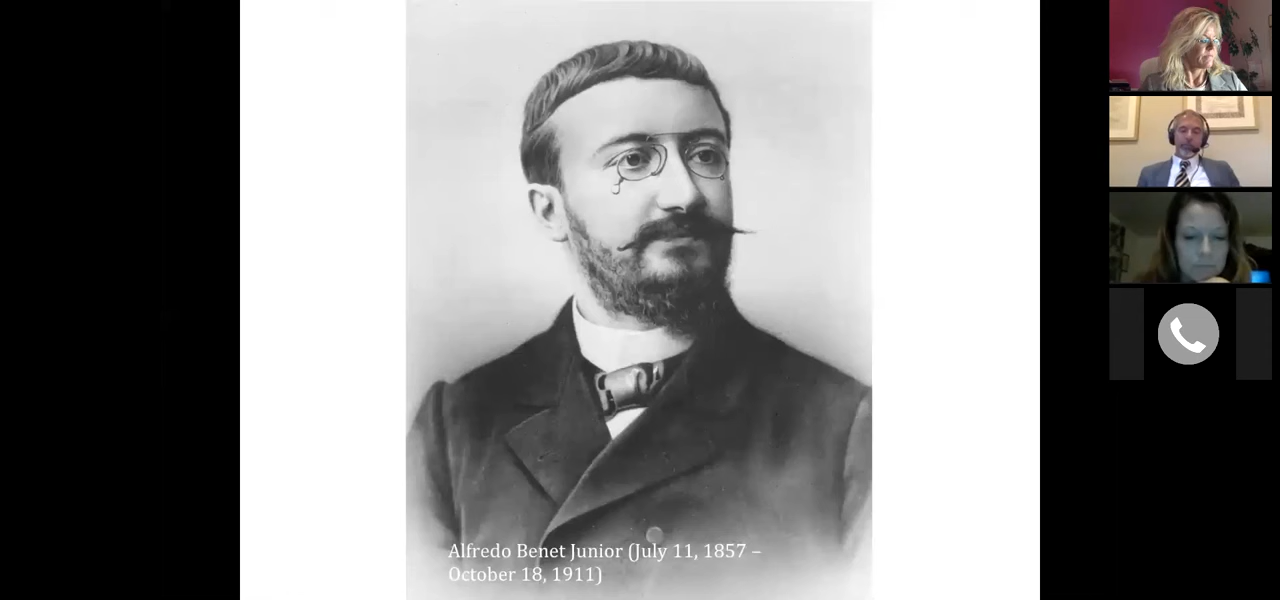 Alfredo Benet Junior (July 11, 1857 –
October 18, 1911)